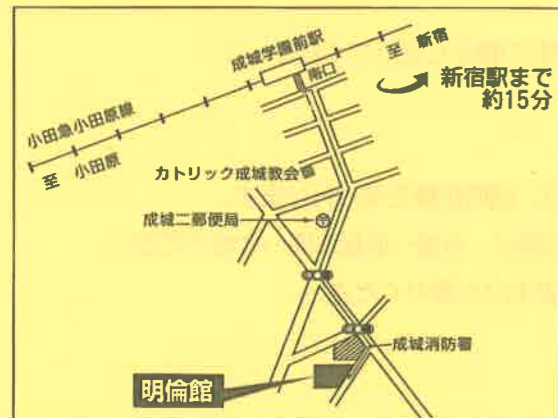 至 新宿
成城学園前駅
南口
新宿駅まで
約15分
小田急小田原線
至 小田原
カトリック成城教会
成城二郵便局
成城消防署
明倫館